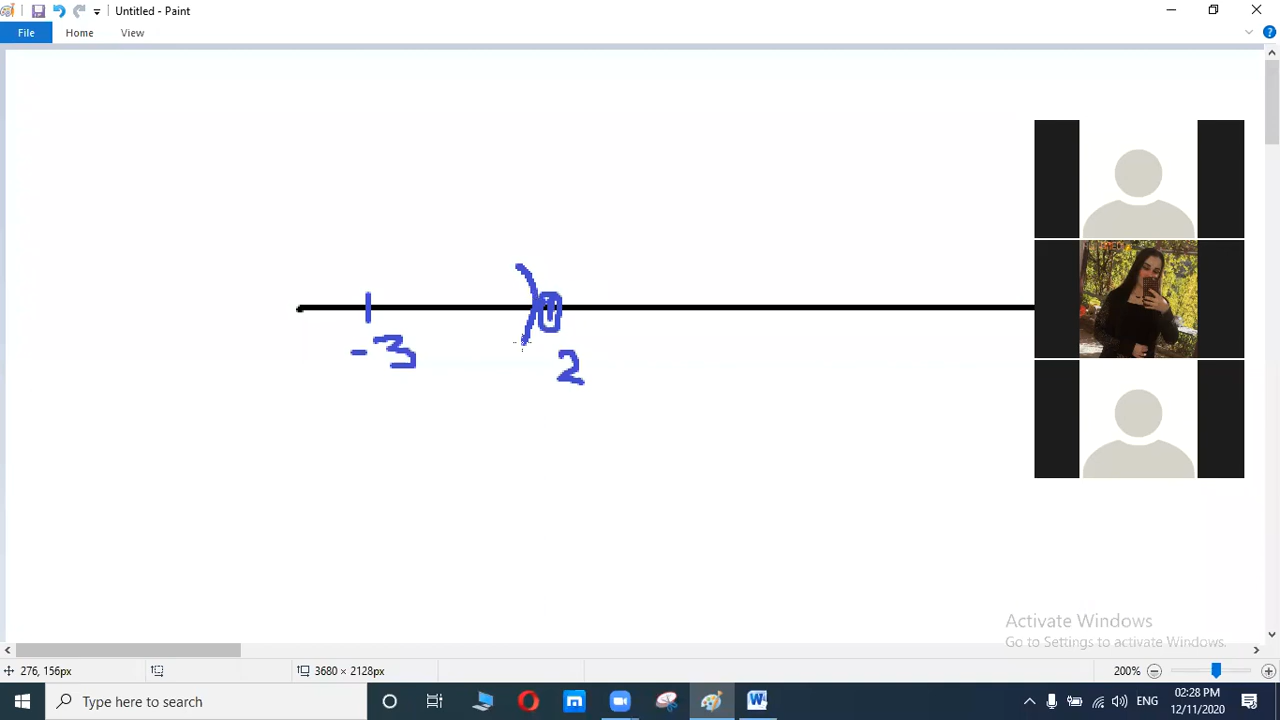 Untitled - Paint
File Home View
-3 2
Activate Windows
Go to Settings to activate Windows.
276, 156px 3680 × 2128px 200%
Type here to search
ENG 02:28 PM
12/11/2020